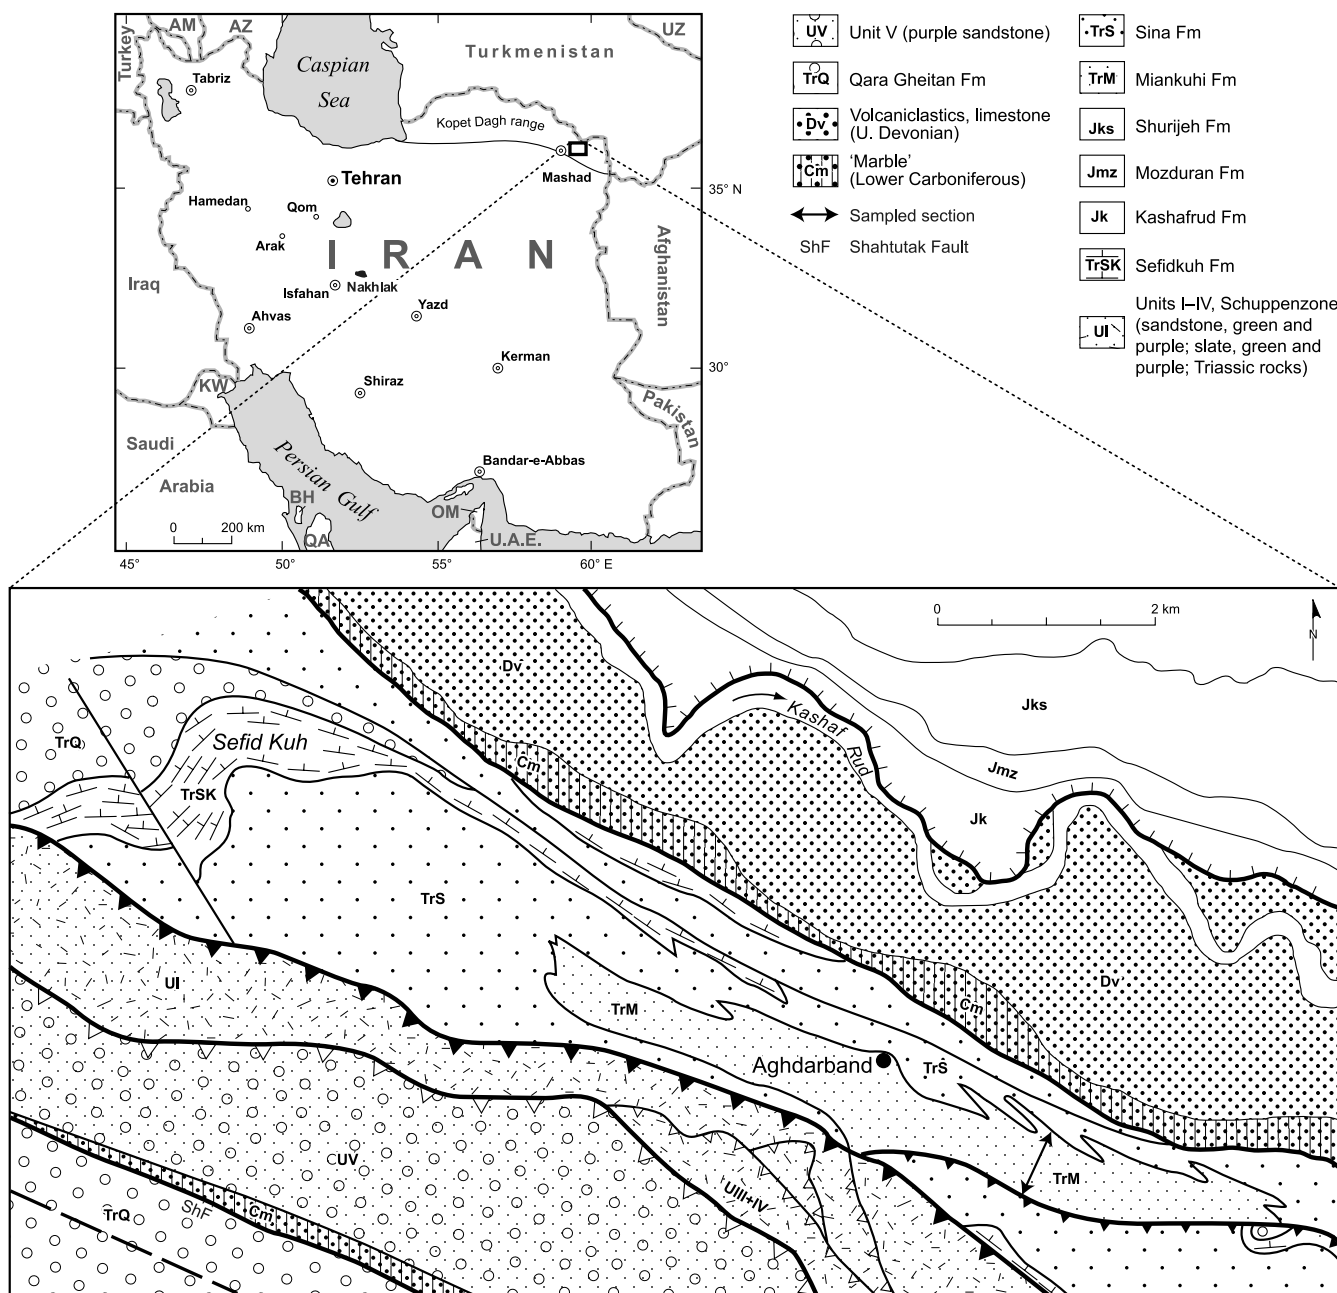 Turkey
AM
AZ
Tabriz
Caspian
Sea
Turkmenistan
UZ
Kopet Dagh range
Mashad
Tehran
35° N
Hamedan
Qom
Arak
I R A N
Afghanistan
Iraq
Isfahan
Nakhlak
Yazd
Ahvas
Kerman
30°
KW
Shiraz
Pakistan
Saudi
Arabia
Persian Gulf
Bandar-e-Abbas
BH
OM
QA
U.A.E.
0 200 km
45° 50° 55° 60° E
UV Unit V (purple sandstone)
TrQ Qara Gheitan Fm
Dv Volcaniclastics, limestone
(U. Devonian)
Cm ‘Marble’
(Lower Carboniferous)
Sampled section
ShF Shahtutak Fault
TrS Sina Fm
TrM Miankuhi Fm
Jks Shurijeh Fm
Jmz Mozduran Fm
Jk Kashafrud Fm
TrSK Sefidkuh Fm
UI Units I–IV, Schuppenzone
(sandstone, green and
purple; slate, green and
purple; Triassic rocks)
0 2 km
N
Dv
Jks
Kashaf Rud
TrQ
Sefid Kuh
Cm
Jmz
TrSK
Jk
TrS
UI
TrM
Dv
Cm
Aghdarband
TrS
UV
UIII+IV
TrM
TrQ
ShF
Cm